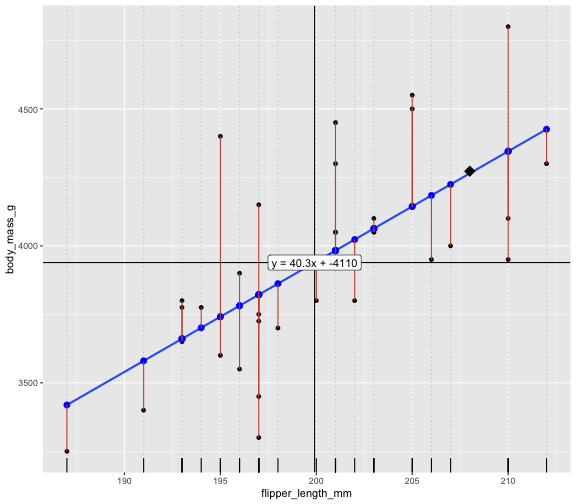 body_mass_g
4500
4000
3500
y = 40.3x + -4110
190
195
200
205
210
flipper_length_mm